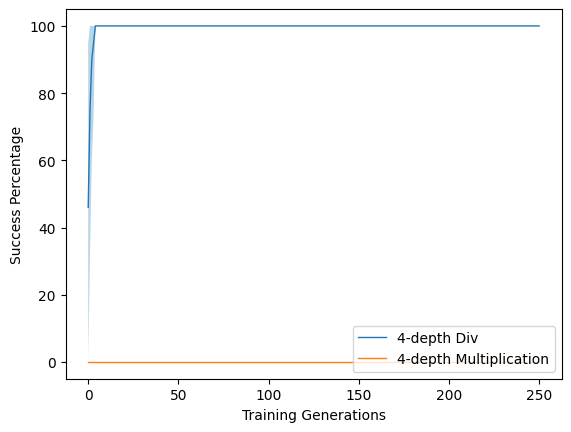 100
80
60
40
20
0
Success Percentage
4-depth Div
4-depth Multiplication
0 50 100 150 200 250
Training Generations